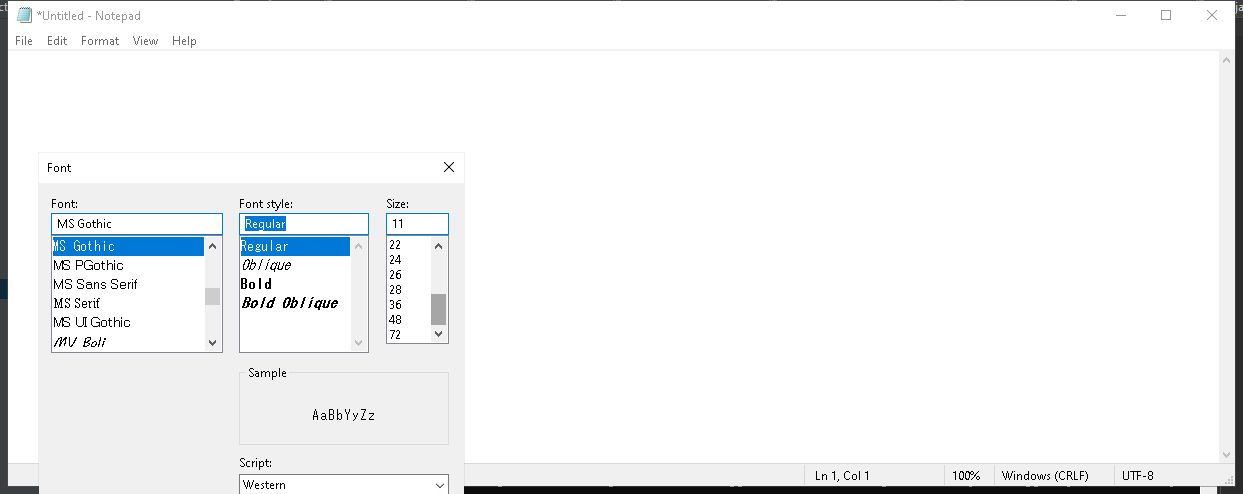 *Untitled - Notepad
File Edit Format View Help
Font
Font: Font style: Size:
MS Gothic Regular 11
MS Gothic Regular 22
MS PGothic Oblique 24
MS Sans Serif Bold 26
MS Serif Bold Oblique 28
MS UI Gothic 36
MV Boli 48
72
Sample
AaBbYyZz
Script:
Western
Ln 1, Col 1 100% Windows (CRLF) UTF-8